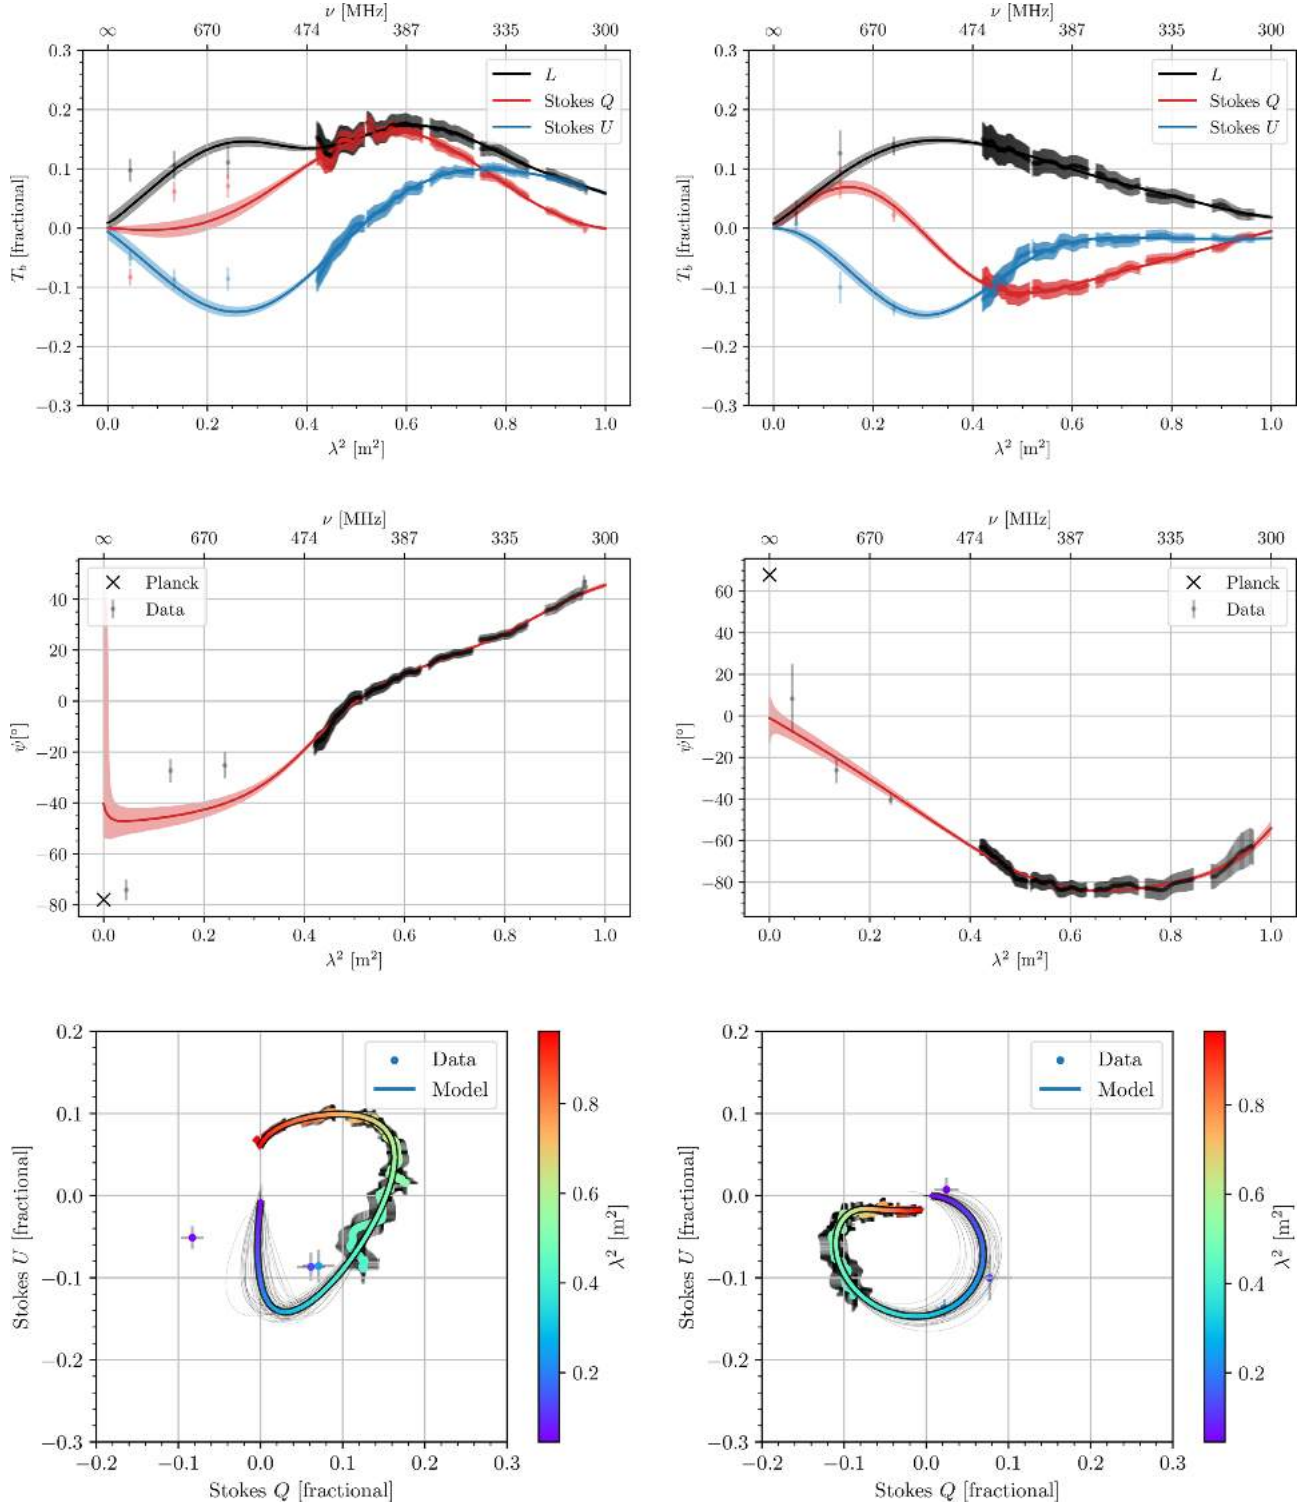 ν [MHz]
∞ 670 474 387 335 300
0.3
0.2
0.1
0.0
−0.1
−0.2
−0.3
T_b [fractional]
L
Stokes Q
Stokes U
0.0 0.2 0.4 0.6 0.8 1.0
λ² [m²]
ν [MHz]
∞ 670 474 387 335 300
0.3
0.2
0.1
0.0
−0.1
−0.2
−0.3
T_b [fractional]
L
Stokes Q
Stokes U
0.0 0.2 0.4 0.6 0.8 1.0
λ² [m²]
ν [MHz]
∞ 670 474 387 335 300
40
20
0
−20
−40
−60
−80
ψ[°]
Planck
Data
0.0 0.2 0.4 0.6 0.8 1.0
λ² [m²]
ν [MHz]
∞ 670 474 387 335 300
60
40
20
0
−20
−40
−60
−80
ψ[°]
Planck
Data
0.0 0.2 0.4 0.6 0.8 1.0
λ² [m²]
0.2
0.1
0.0
−0.1
−0.2
−0.3
Stokes U [fractional]
Data
Model
−0.2 −0.1 0.0 0.1 0.2 0.3
Stokes Q [fractional]
0.8
0.6
0.4
0.2
λ² [m²]
0.2
0.1
0.0
−0.1
−0.2
−0.3
Stokes U [fractional]
Data
Model
−0.2 −0.1 0.0 0.1 0.2 0.3
Stokes Q [fractional]
0.8
0.6
0.4
0.2
λ² [m²]